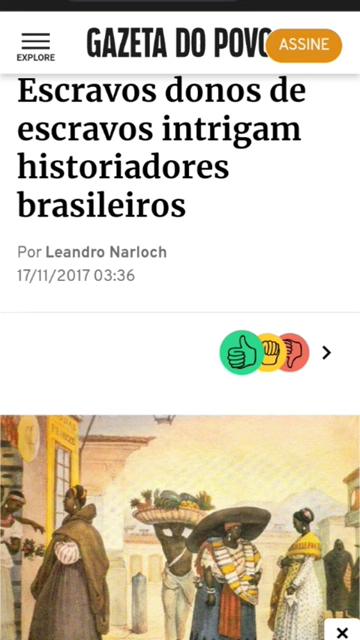 EXPLORE
GAZETA DO POVO
ASSINE
Escravos donos de
escravos intrigam
historiadores
brasileiros
Por Leandro Narloch
17/11/2017 03:36